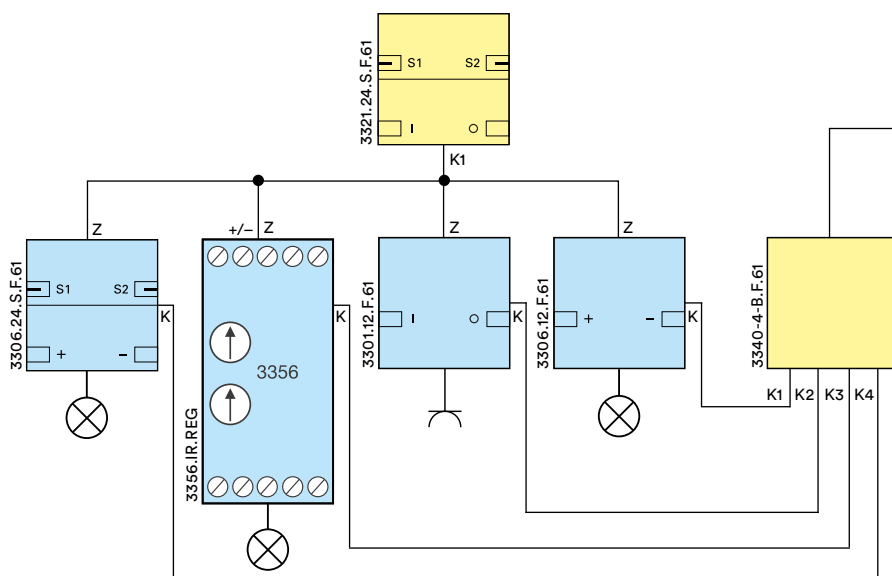 3321.24.S.F.61
S1 S2
I O
K1
Z
+/– Z
Z
Z
3306.24.S.F.61
S1 S2
K
+ –
3356.IR.REG
K
3356
3301.12.F.61
K
I O
3306.12.F.61
K
+ –
3340-4-B.F.61
K1 K2 K3 K4